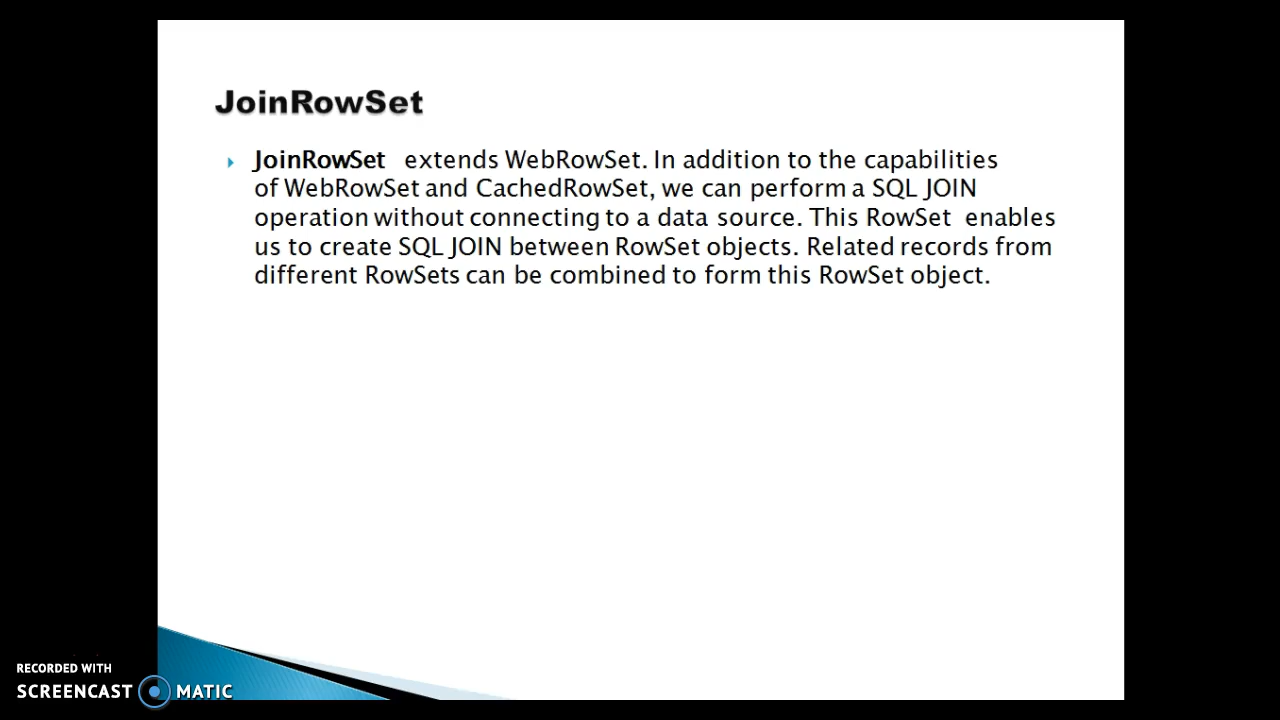 JoinRowSet
JoinRowSet extends WebRowSet. In addition to the capabilities
of WebRowSet and CachedRowSet, we can perform a SQL JOIN
operation without connecting to a data source. This RowSet enables
us to create SQL JOIN between RowSet objects. Related records from
different RowSets can be combined to form this RowSet object.
RECORDED WITH
SCREENCAST MATIC